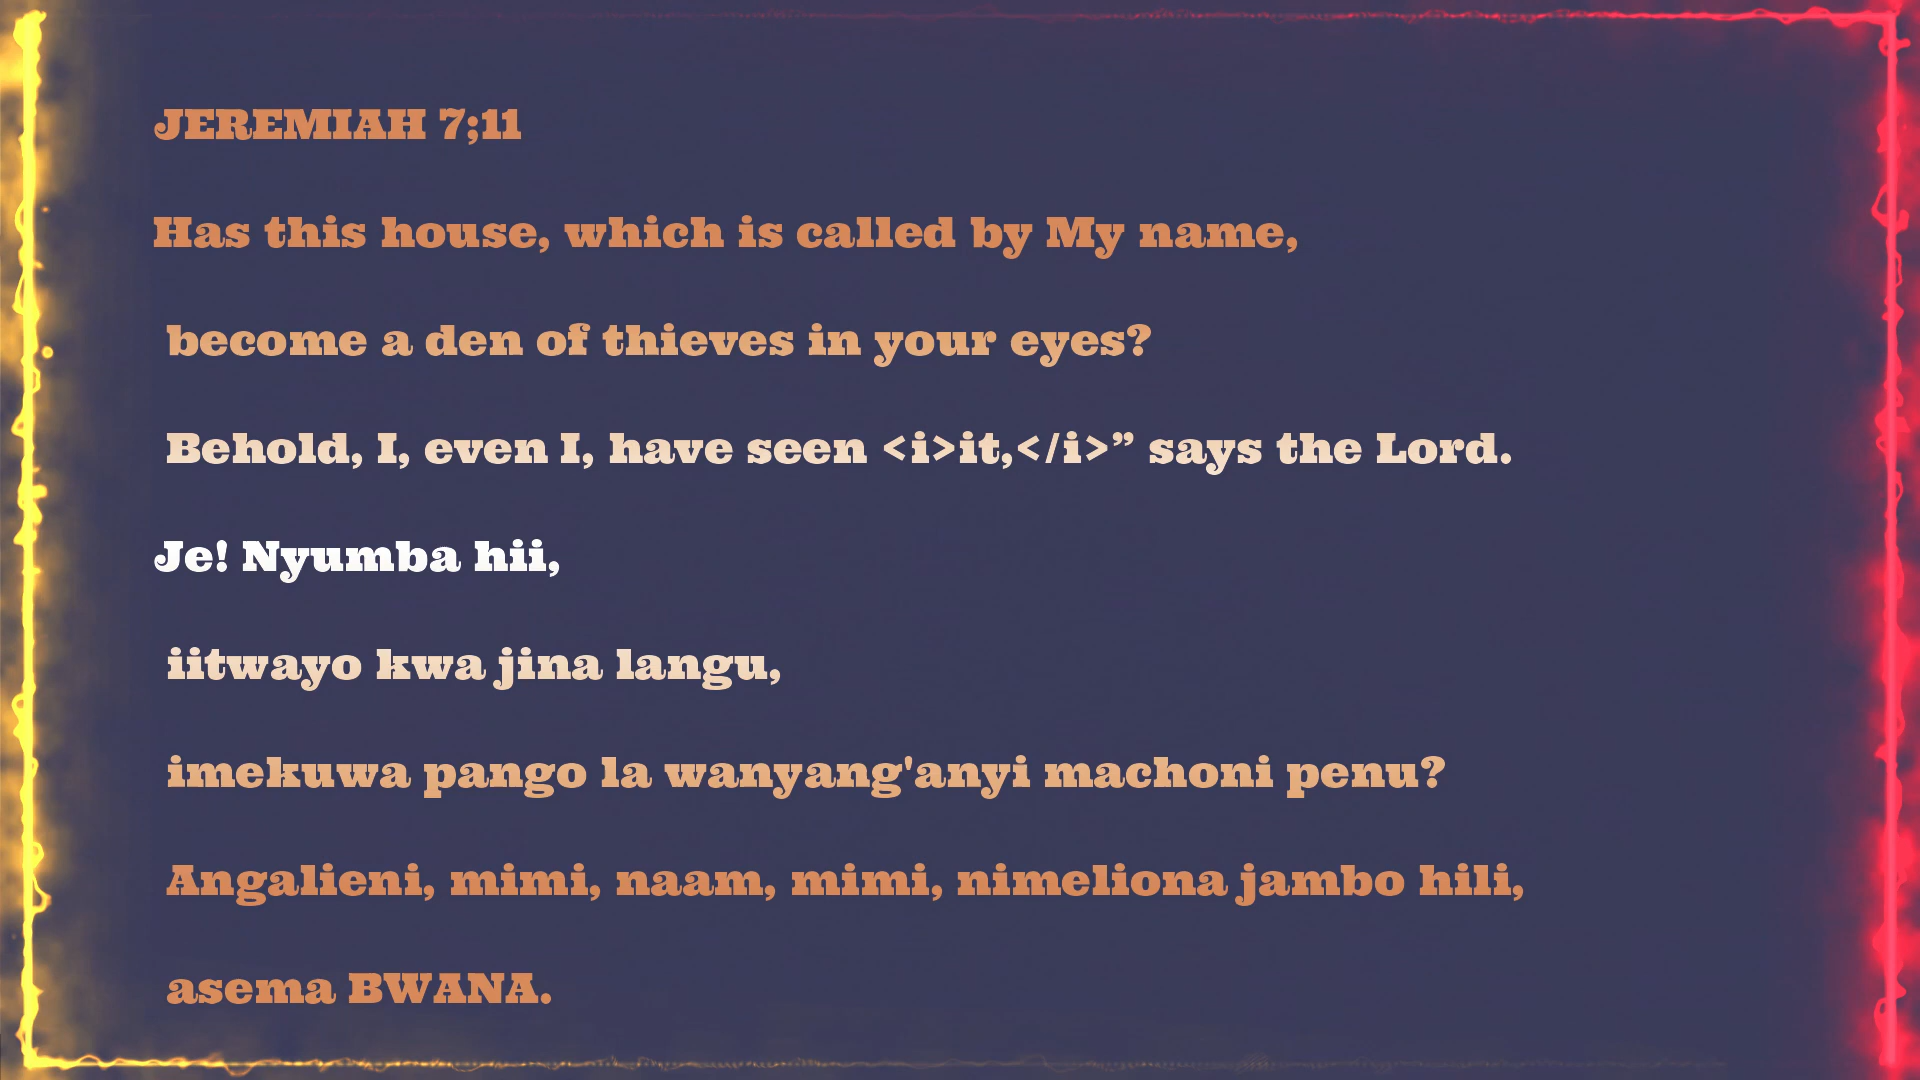 JEREMIAH 7;11
Has this house, which is called by My name,
become a den of thieves in your eyes?
Behold, I, even I, have seen <i>it,</i>” says the Lord.
Je! Nyumba hii,
iitwayo kwa jina langu,
imekuwa pango la wanyang'anyi machoni penu?
Angalieni, mimi, naam, mimi, nimeliona jambo hili,
asema BWANA.